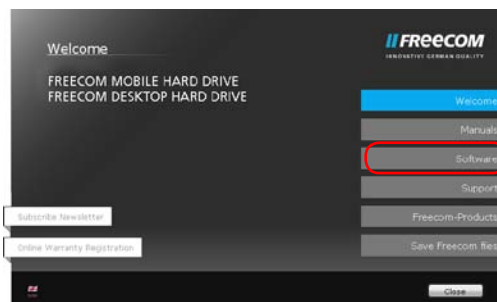 Welcome
FREECOM
INNOVATIVE GERMAN QUALITY
FREECOM MOBILE HARD DRIVE
FREECOM DESKTOP HARD DRIVE
Welcome
Manuals
Software
Support
Freecom-Products
Save Freecom files
Subscribe Newsletter
Online Warranty Registration
Close